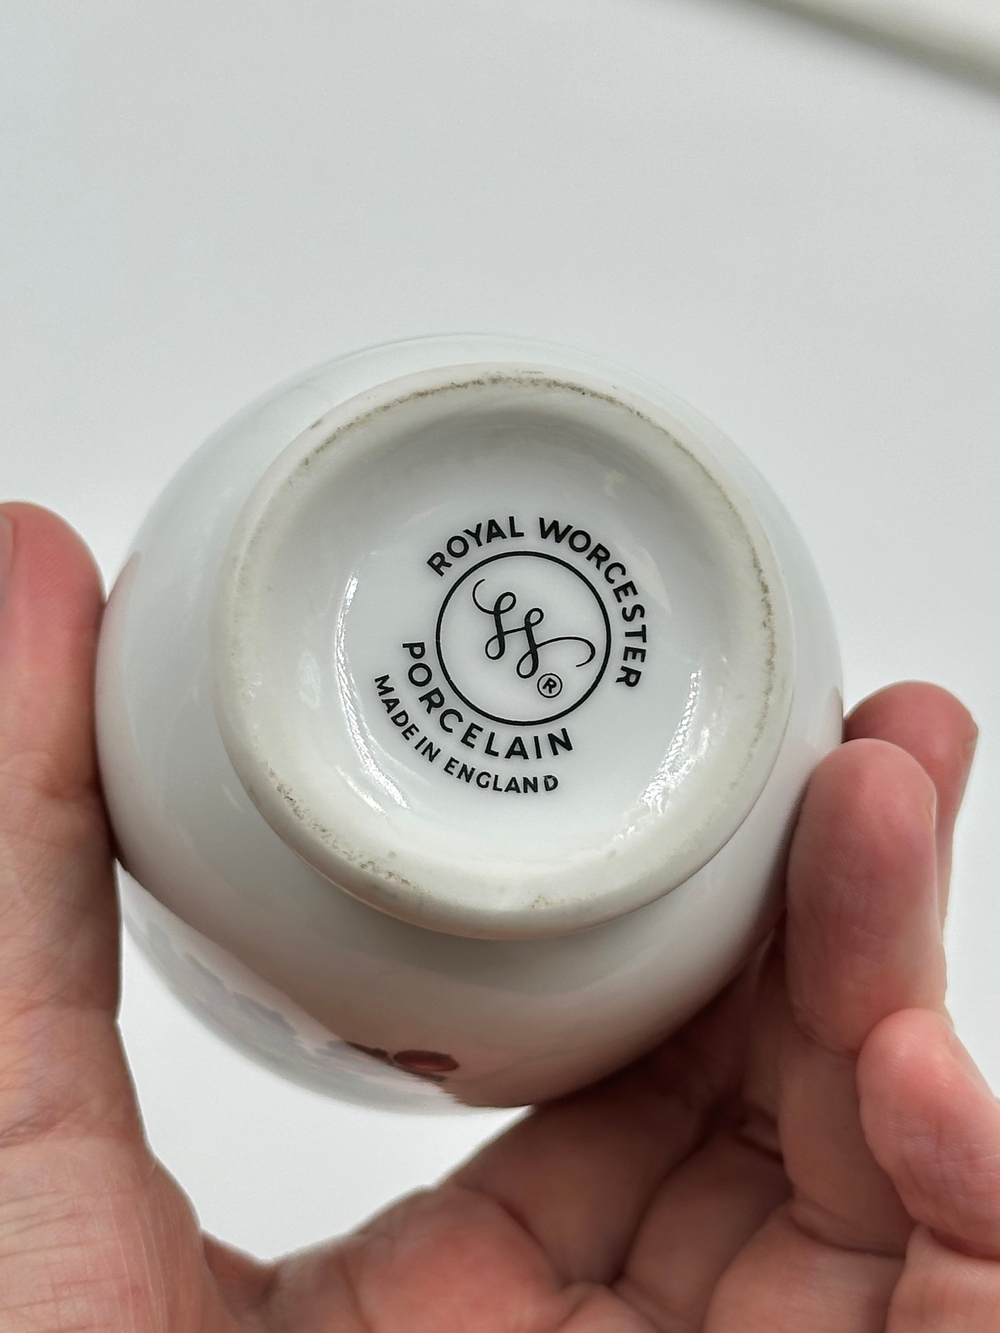 ROYAL WORCESTER
W
®
PORCELAIN
MADE IN ENGLAND